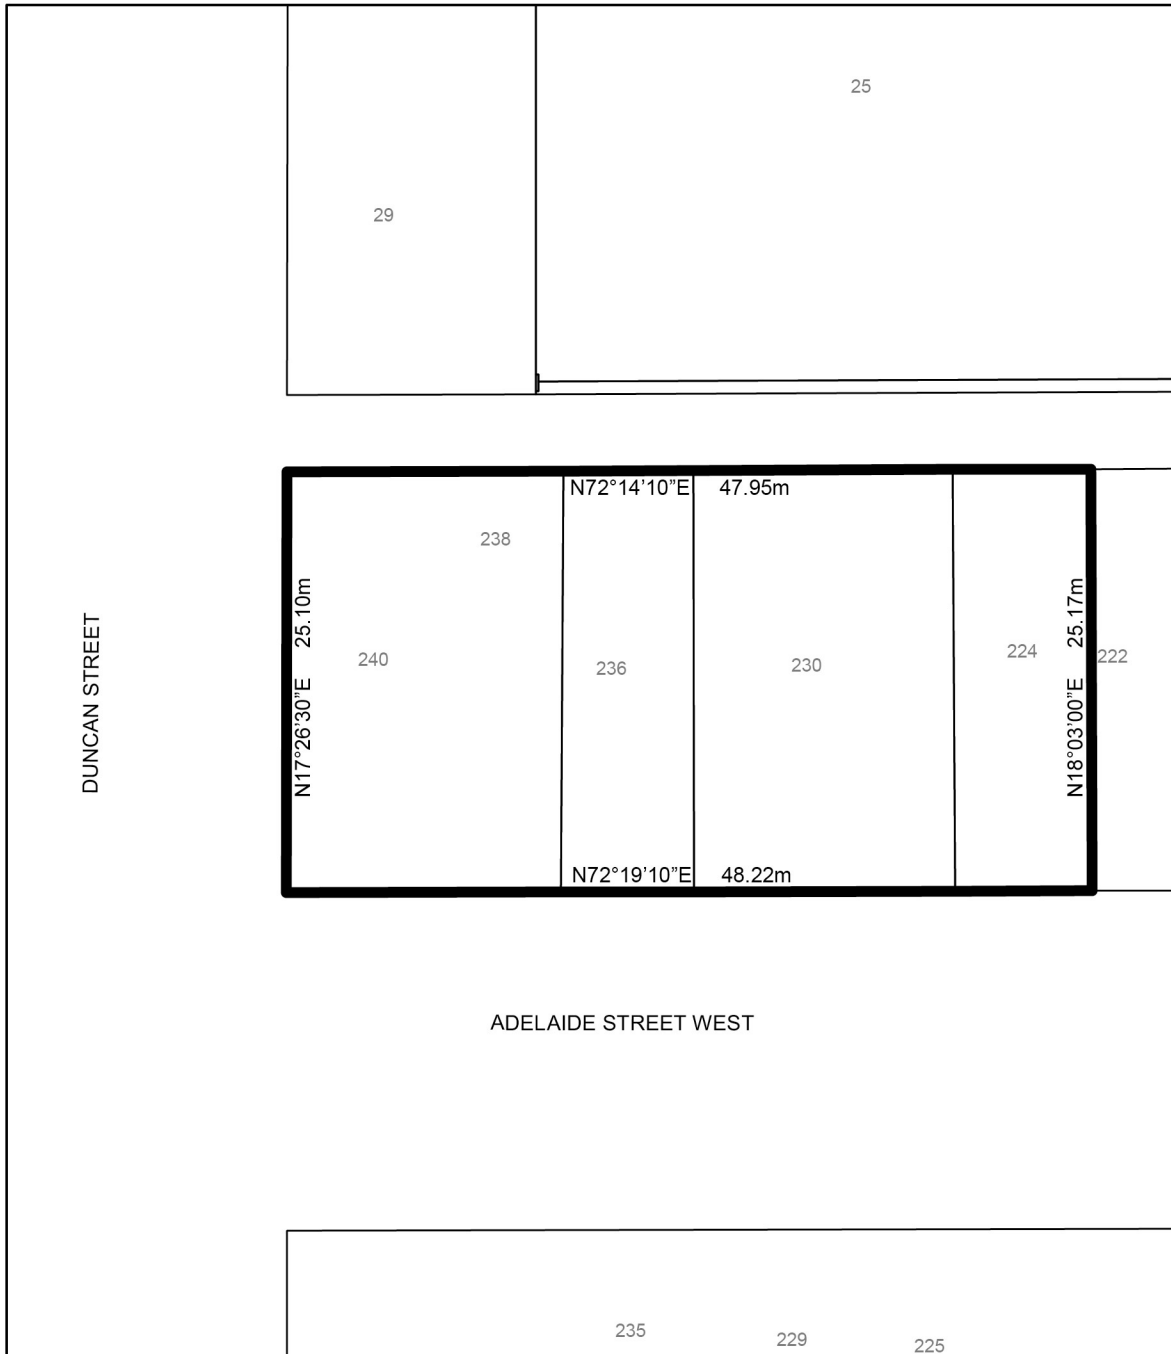 25
29
N72°14’10”E 47.95m
238
DUNCAN STREET
N17°26’30”E 25.10m
240
236
230
224
N18°03’00”E 25.17m
222
N72°19’10”E 48.22m
ADELAIDE STREET WEST
235
229
225